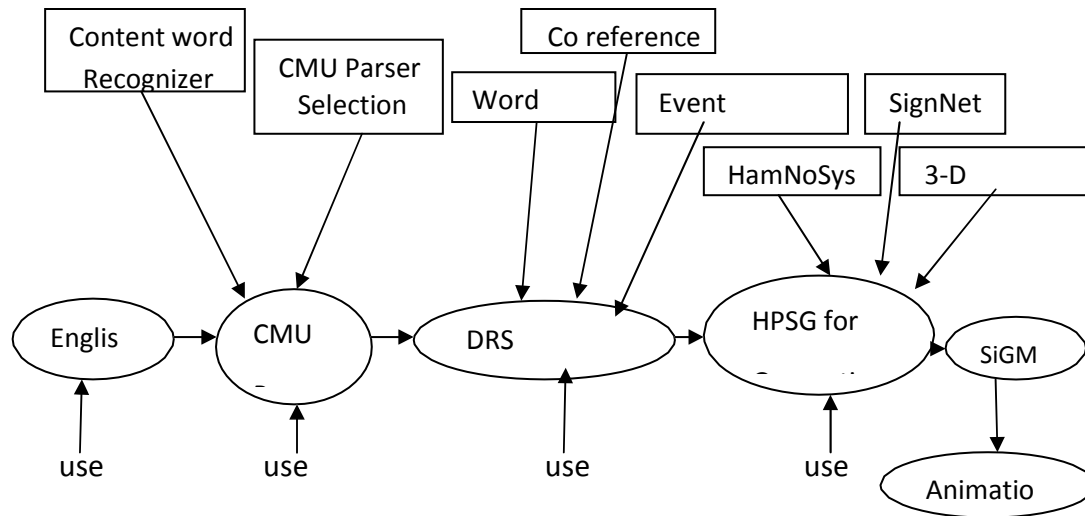 Content word
Recognizer
CMU Parser
Selection
Co reference
Word
Event
SignNet
HamNoSys
3-D
Englis
CMU
DRS
HPSG for
SiGM
Animatio
use
use
use
use